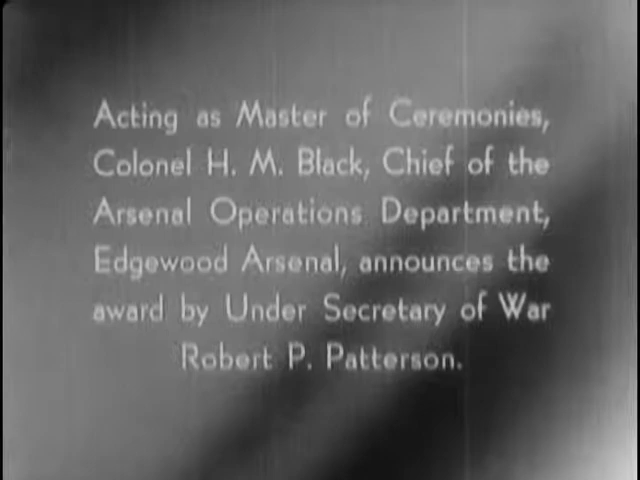 Acting as Master of Ceremonies,
Colonel H. M. Black, Chief of the
Arsenal Operations Department,
Edgewood Arsenal, announces the
award by Under Secretary of War
Robert P. Patterson.